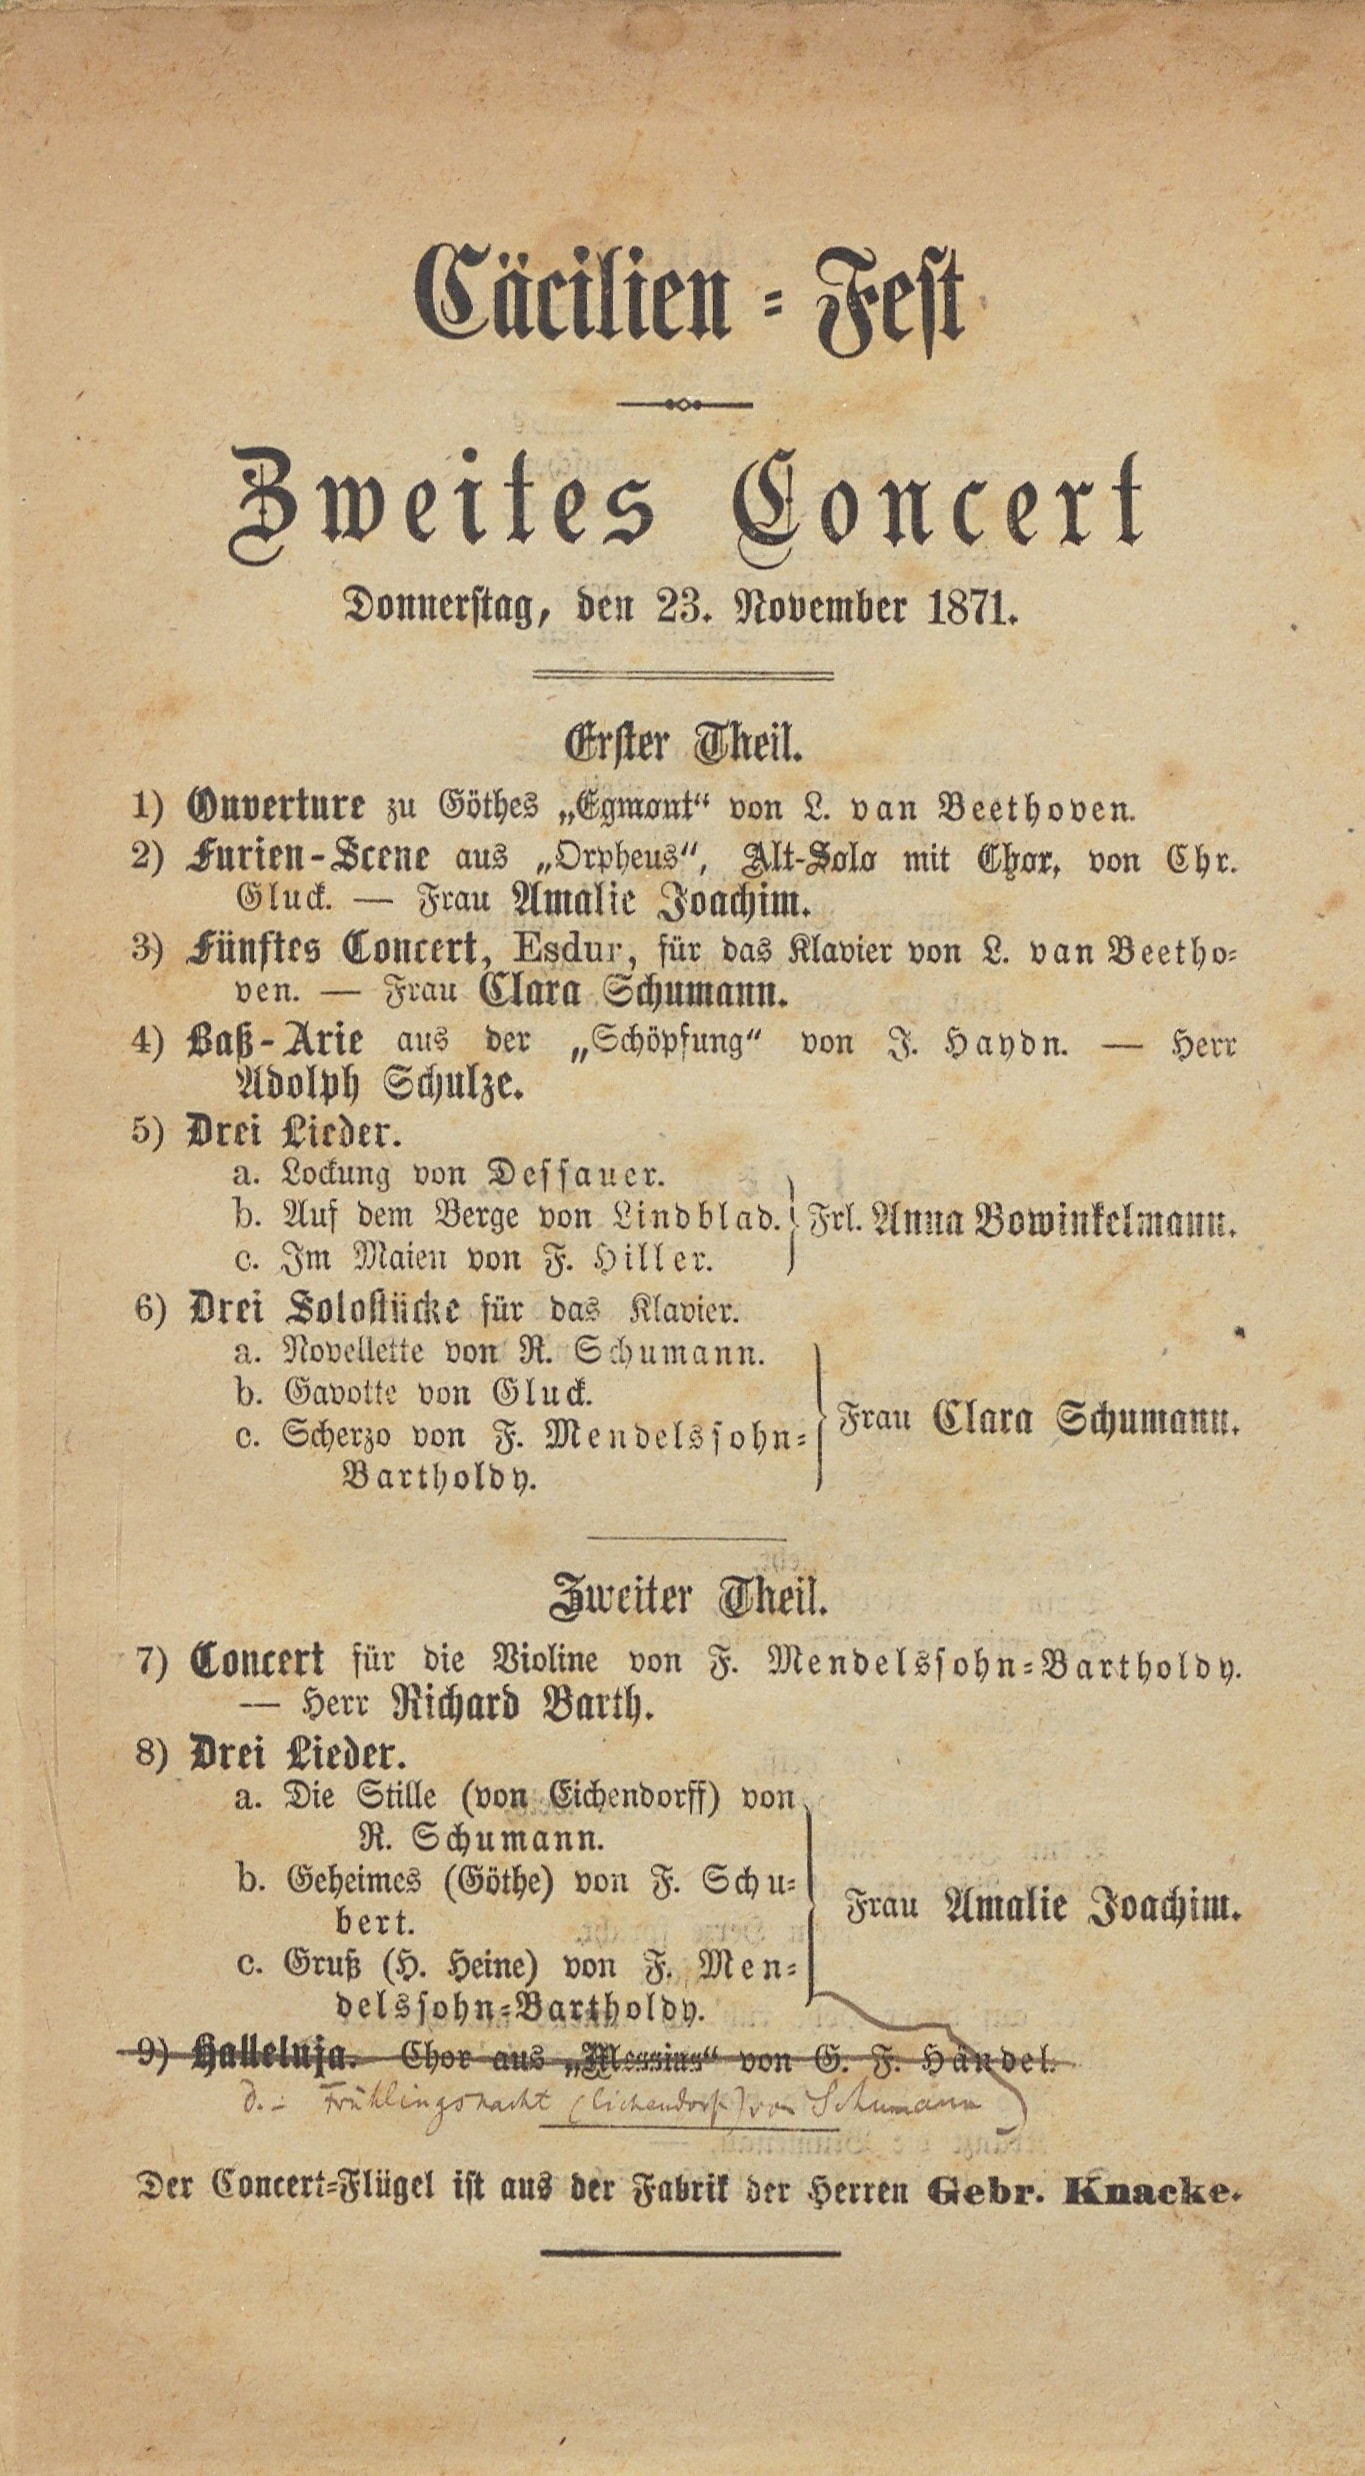 Cäcilien-Fest
Zweites Concert
Donnerstag, den 23. November 1871.
Erster Theil.
1) Ouverture zu Göthes „Egmont“ von L. van Beethoven.
2) Furien-Scene aus „Orpheus“, Alt-Solo mit Chor, von Chr.
Gluck. — Frau Amalie Joachim.
3) Fünftes Concert, Esdur, für das Klavier von L. van Beetho-
ven. — Frau Clara Schumann.
4) Baß-Arie aus der „Schöpfung“ von J. Haydn. — Herr
Adolph Schulze.
5) Drei Lieder.
a. Lockung von Dessauer.
b. Auf dem Berge von Lindblad. Frl. Anna Bowinkelmann.
c. Im Maien von F. Hiller.
6) Drei Solostücke für das Klavier.
a. Novellette von R. Schumann.
b. Gavotte von Gluck.
Frau Clara Schumann.
c. Scherzo von F. Mendelssohn-
Bartholdy.
Zweiter Theil.
7) Concert für die Violine von F. Mendelssohn-Bartholdy.
— Herr Richard Barth.
8) Drei Lieder.
a. Die Stille (von Eichendorff) von
R. Schumann.
b. Geheimes (Göthe) von F. Schu-
bert.
Frau Amalie Joachim.
c. Gruß (H. Heine) von F. Men-
delssohn-Bartholdy.
9) Halleluja. Chor aus „Messias“ von G. F. Händel.
d. - Frühlingsnacht (Eichendorf) von Schumann
Der Concert-Flügel ist aus der Fabrik der Herren Gebr. Knacke.